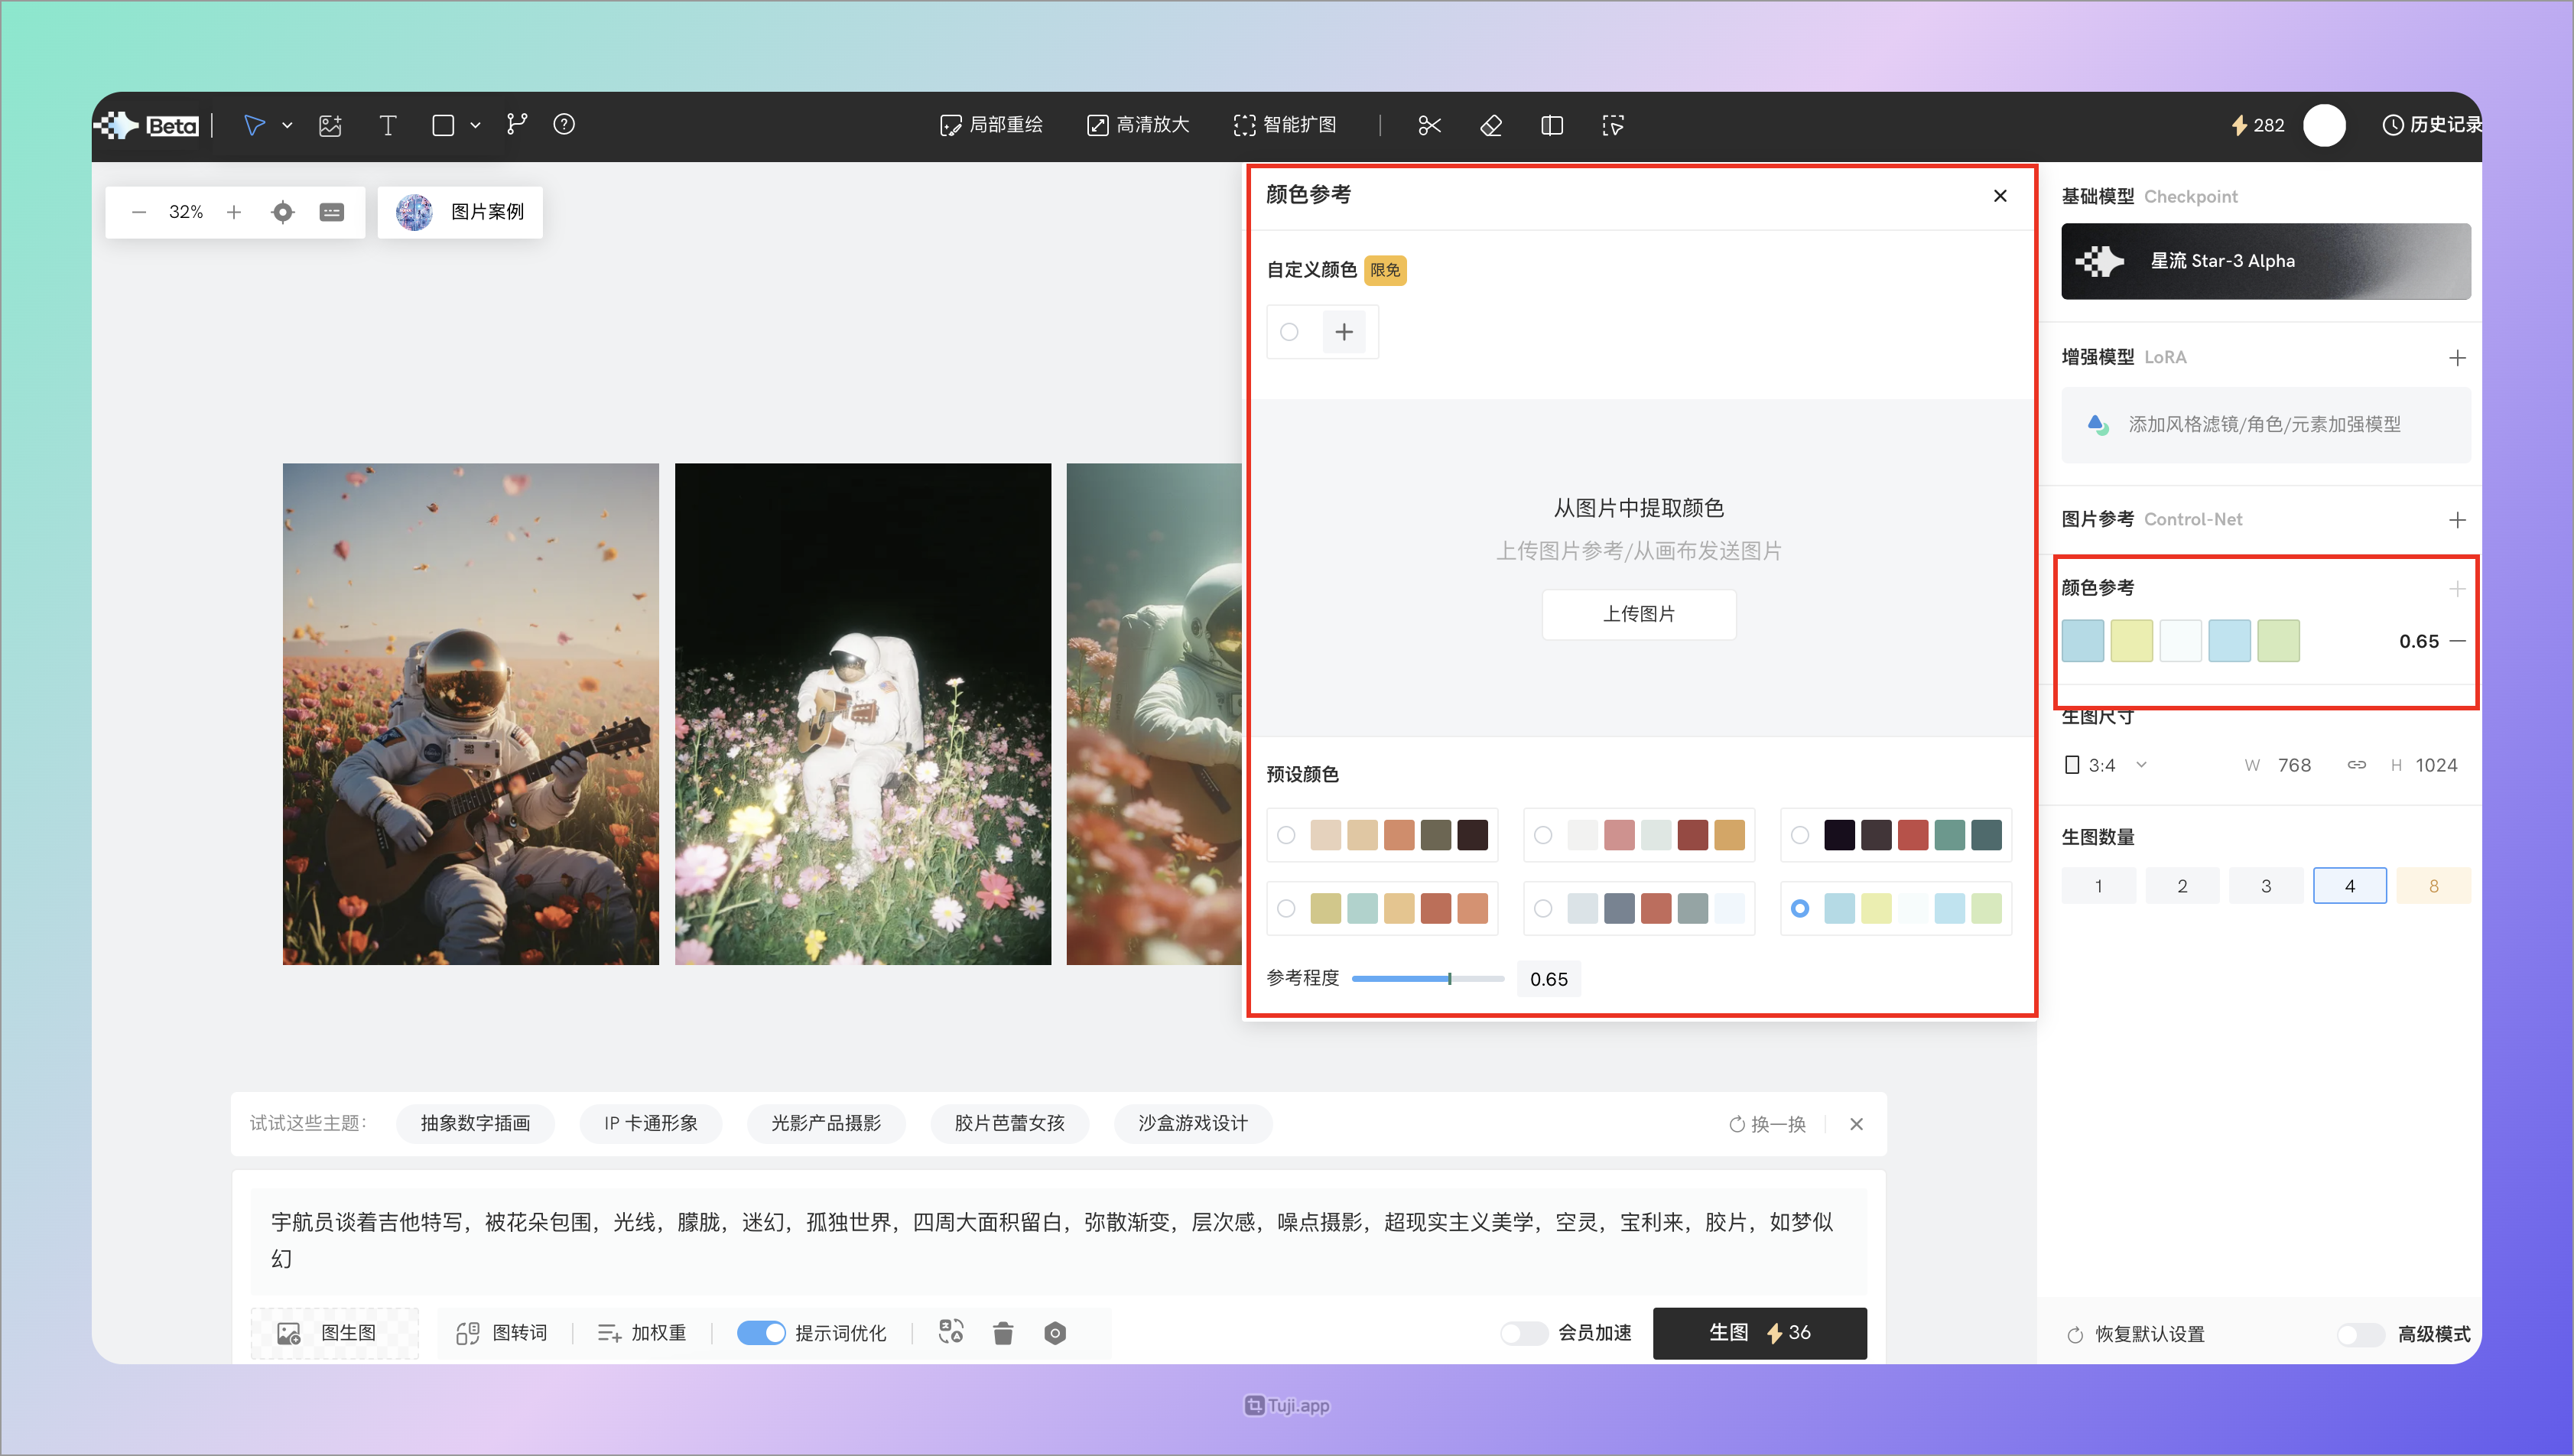 Beta
局部重绘
高清放大
智能扩图
282
历史记录
32%
图片案例
颜色参考
自定义颜色 限免
从图片中提取颜色
上传图片参考/从画布发送图片
上传图片
预设颜色
参考程度 0.65
基础模型 Checkpoint
星流 Star-3 Alpha
增强模型 LoRA
添加风格滤镜/角色/元素加强模型
图片参考 Control-Net
颜色参考
0.65
生图尺寸
3:4 W 768 H 1024
生图数量
1 2 3 4 8
试试这些主题: 抽象数字插画 IP 卡通形象 光影产品摄影 胶片芭蕾女孩 沙盒游戏设计 换一换
宇航员谈着吉他特写，被花朵包围，光线，朦胧，迷幻，孤独世界，四周大面积留白，弥散渐变，层次感，噪点摄影，超现实主义美学，空灵，宝利来，胶片，如梦似
幻
图生图 图转词 加权重 提示词优化 会员加速 生图 36
恢复默认设置 高级模式
Tuji.app